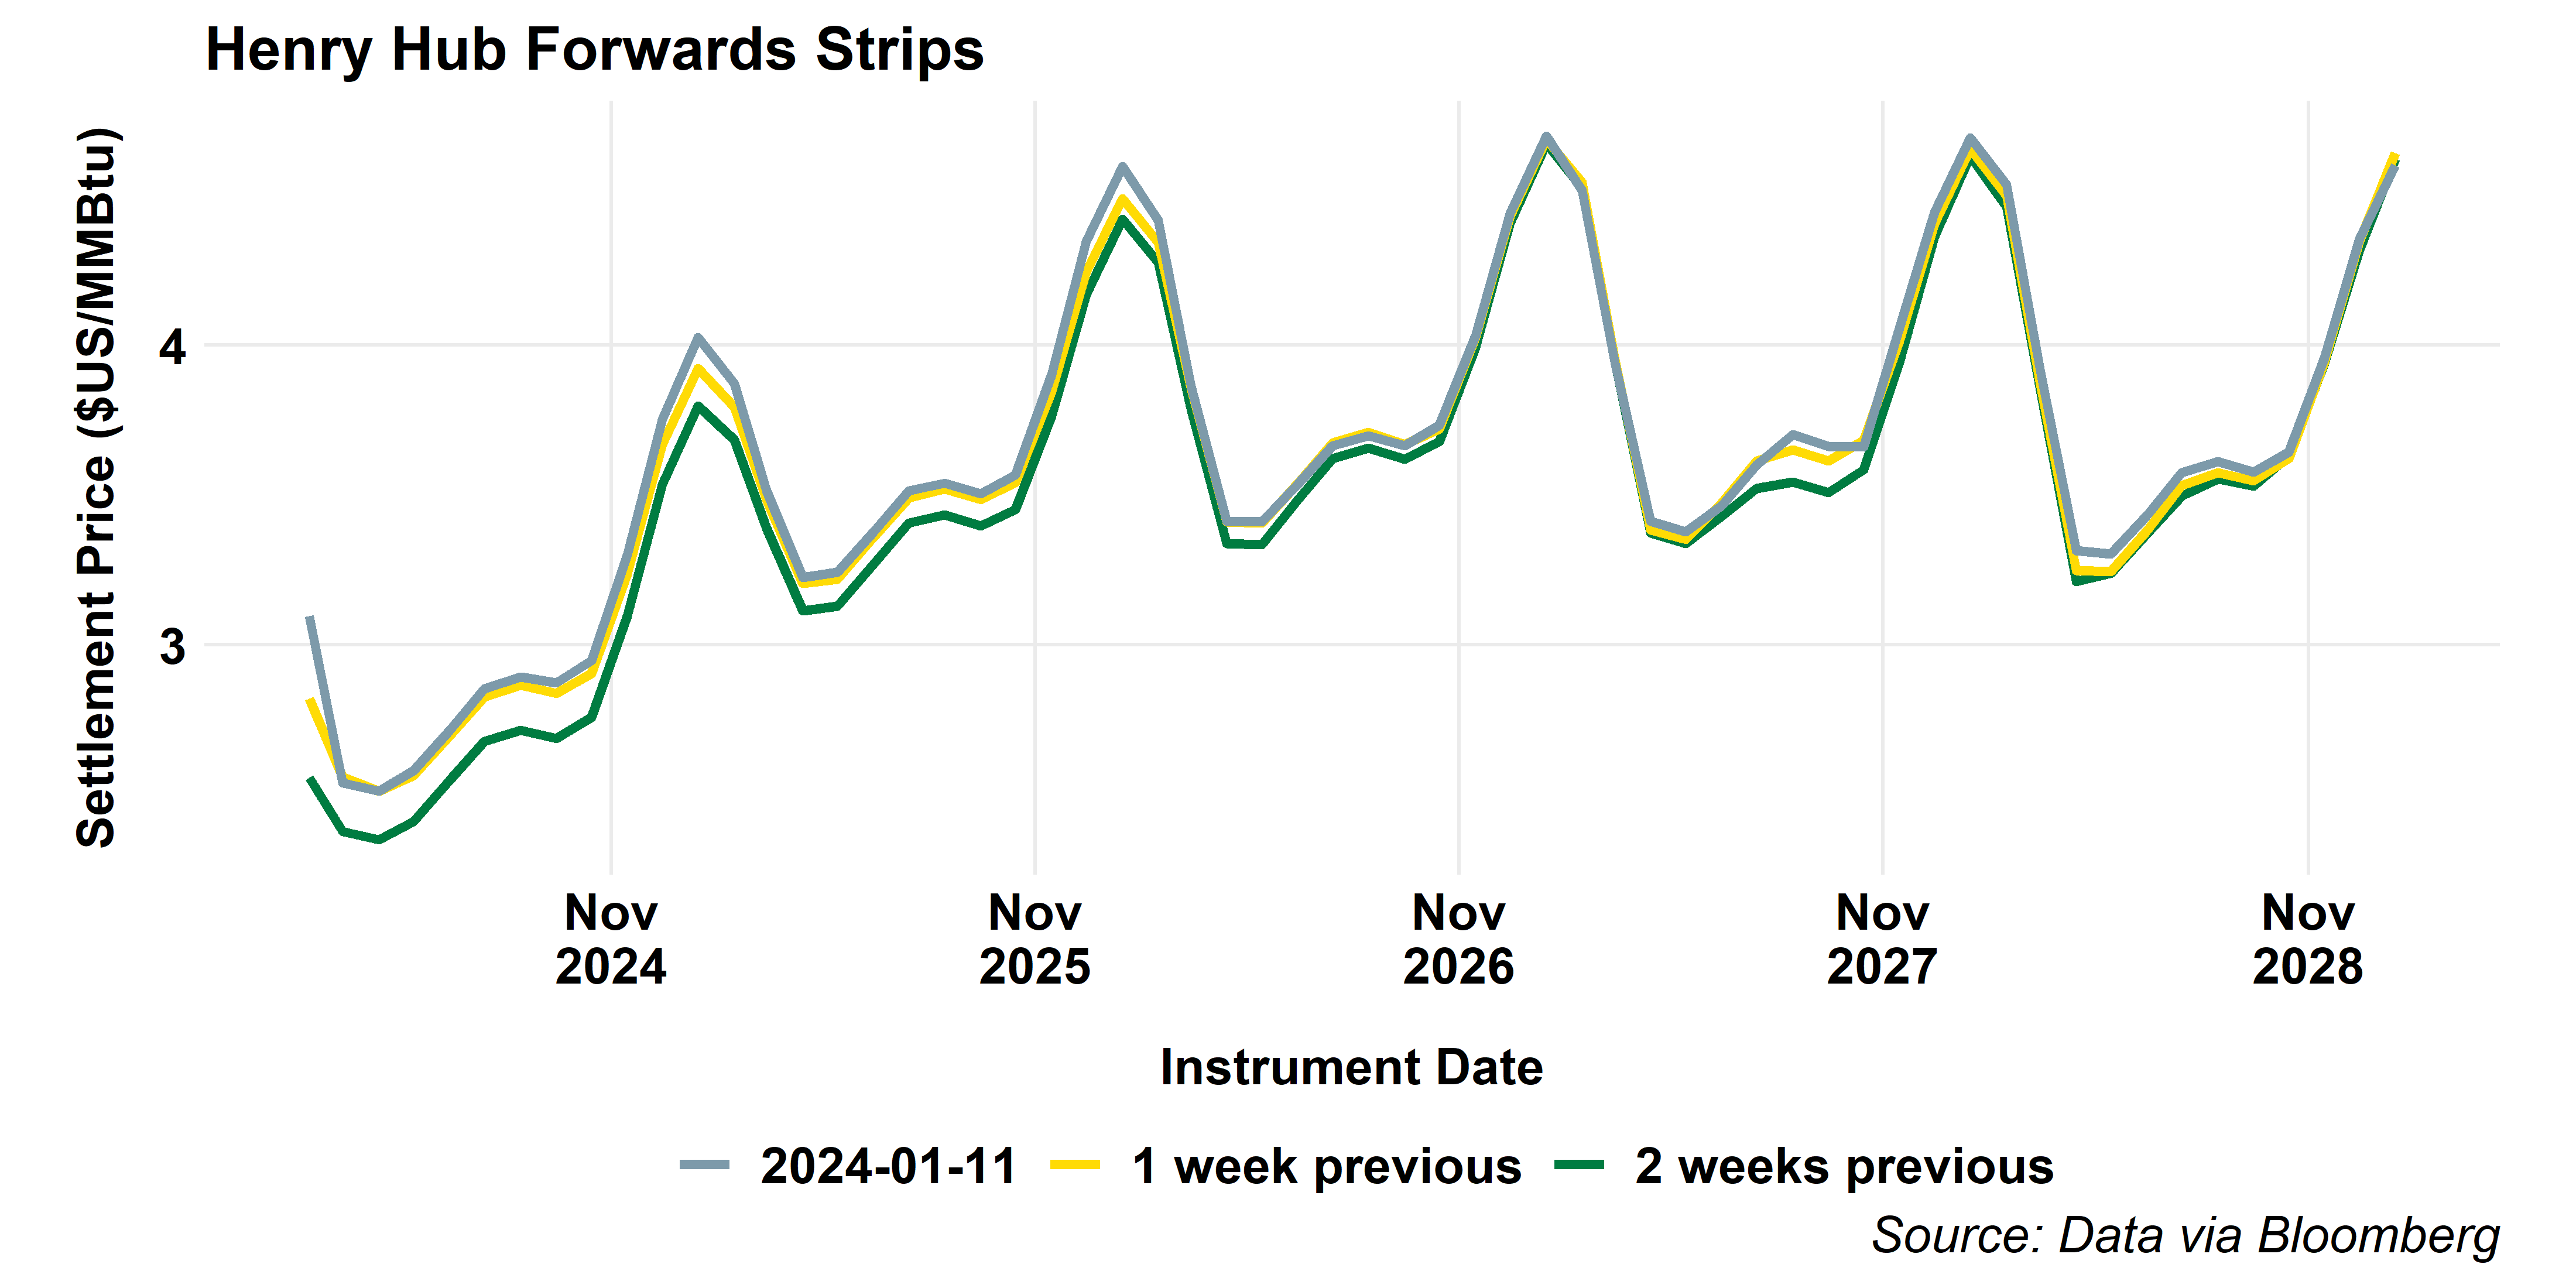 Henry Hub Forwards Strips
Settlement Price ($US/MMBtu)
4
3
Nov
2024
Nov
2025
Nov
2026
Nov
2027
Nov
2028
Instrument Date
2024-01-11
1 week previous
2 weeks previous
Source: Data via Bloomberg